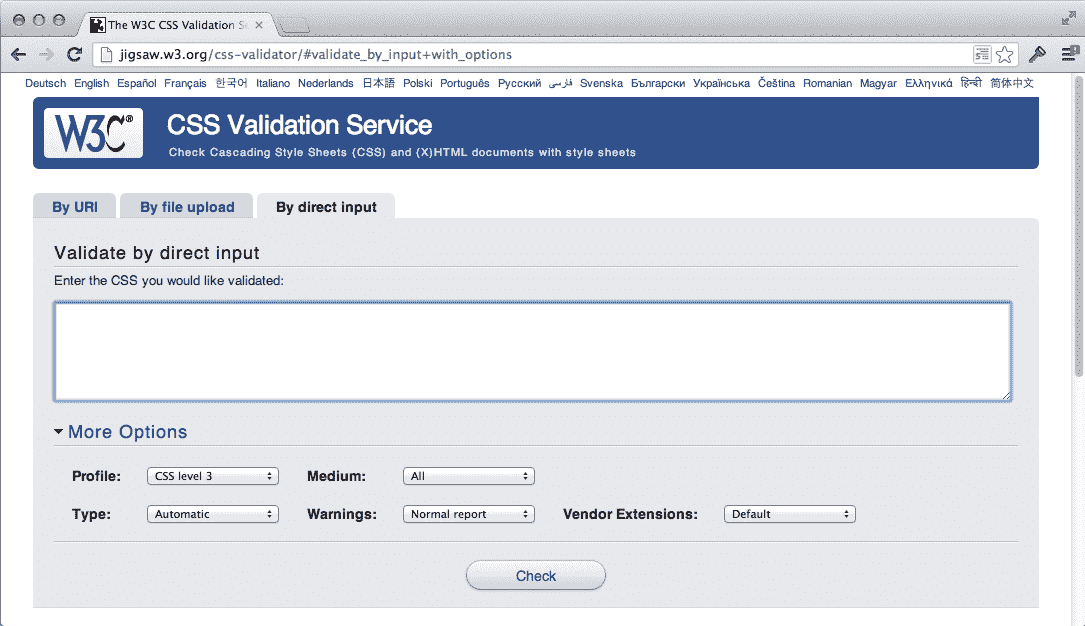 The W3C CSS Validation Se
jigsaw.w3.org/css-validator/#validate_by_input+with_options
Deutsch English Español Français 한국어 Italiano Nederlands 日本語 Polski Português Русский فارسی Svenska Български Українська Čeština Romanian Magyar Ελληνικά हिन्दी 简体中文
W3C® CSS Validation Service
Check Cascading Style Sheets (CSS) and (X)HTML documents with style sheets
By URI By file upload By direct input
Validate by direct input
Enter the CSS you would like validated:
More Options
Profile: CSS level 3 Medium: All
Type: Automatic Warnings: Normal report Vendor Extensions: Default
Check